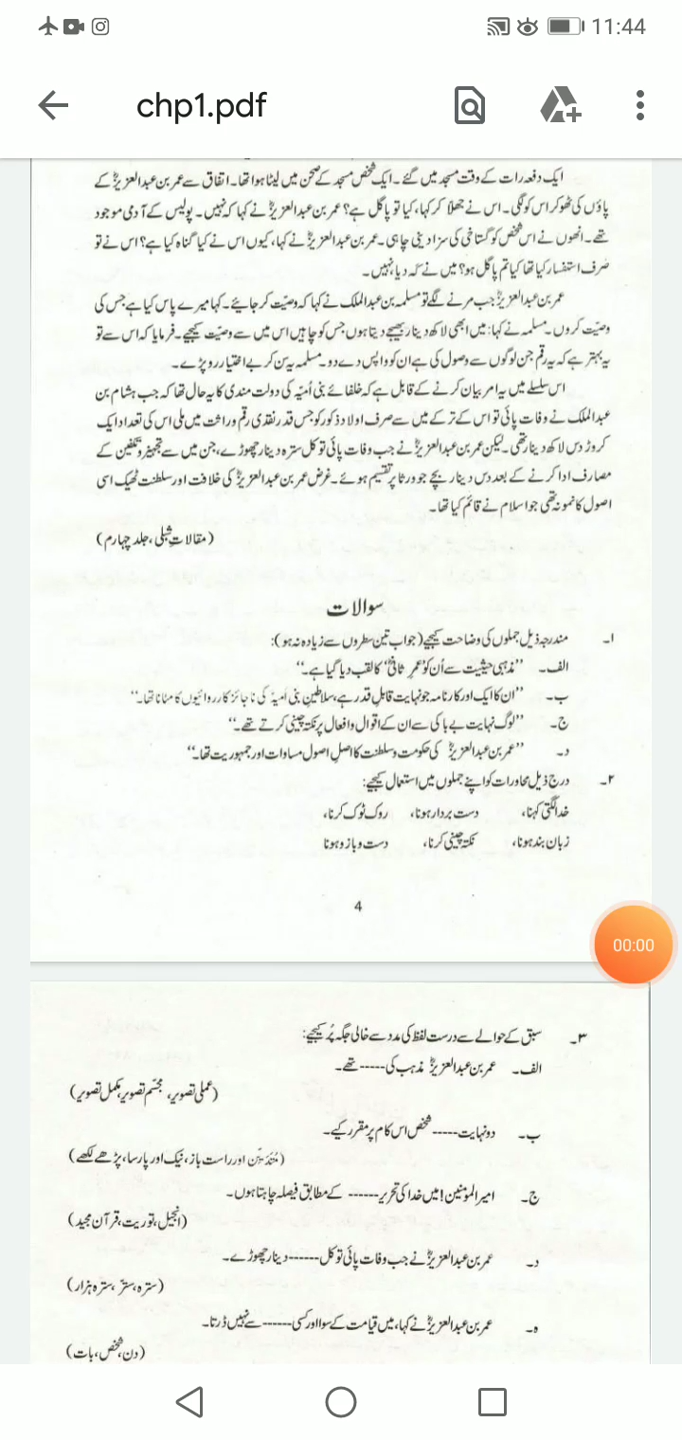 11:44
chp1.pdf
ایک دفعہ رات کے وقت مسجد میں گئے۔ ایک شخص مسجد کے صحن میں لیٹا ہوا تھا۔ اتفاق سے عمر بن عبدالعزیزؒ کے
پاؤں کی ٹھوکر اس کو لگی۔ اس نے جھلا کر کہا، کیا تو پاگل ہے؟ عمر بن عبدالعزیزؒ نے کہا کہ نہیں۔ پولیس کے آدمی موجود
تھے۔ انھوں نے اس شخص کو گستاخی کی سزا دینی چاہی۔ عمر بن عبدالعزیزؒ نے کہا، کیوں اس نے کیا گناہ کیا ہے؟ اس نے تو
صرف استفسار کیا تھا کیا تم پاگل ہو؟ میں نے کہ دیا، نہیں۔
عمر بن عبدالعزیزؒ جب مرنے لگے تو مسلمہ بن عبدالملک نے کہا کہ وصیّت کر جائیے۔ کہا میرے پاس کیا ہے جس کی
وصیّت کروں۔ مسلمہ نے کہا: میں ابھی لاکھ دینار بھیجے دیتا ہوں جس کو چاہیں اس میں سے وصیّت کیجیے۔ فرمایا کہ اس سے تو
یہ بہتر ہے کہ یہ رقم جن لوگوں سے وصول کی ہے ان کو واپس دے دو۔ مسلمہ یہ سن کر بے اختیار رو پڑے۔
اس سلسلے میں یہ امر بیان کرنے کے قابل ہے کہ خلفائے بنی اُمیّہ کی دولت مندی کا یہ حال تھا کہ جب ہشام بن
عبدالملک نے وفات پائی تو اس کے ترکے میں سے صرف اولادِ ذکور کو جس قدر نقدی رقم وراثت میں ملی اس کی تعداد ایک
کروڑ دس لاکھ دینار تھی۔ لیکن عمر بن عبدالعزیزؒ نے جب وفات پائی تو کل سترہ دینار چھوڑے، جن میں سے تجہیز و تکفین کے
مصارف ادا کرنے کے بعد دس دینار بچے جو ورثا پر تقسیم ہوئے۔ غرض عمر بن عبدالعزیزؒ کی خلافت اور سلطنت ٹھیک اسی
اصول کا نمونہ تھی جو اسلام نے قائم کیا تھا۔
(مقالاتِ شبلی، جلد چہارم)
سوالات
۱۔ مندرجہ ذیل جملوں کی وضاحت کیجیے (جواب تین سطروں سے زیادہ نہ ہو):
الف۔ ”مذہبی حیثیت سے اُن کو عمرِ ثانیؒ کا لقب دیا گیا ہے۔“
ب۔ ”ان کا ایک اور کارنامہ جو نہایت قابلِ قدر ہے، سلاطینِ بنی اُمیہّ کی ناجائز کارروائیوں کا مٹانا تھا۔“
ج۔ ”لوگ نہایت بے باکی سے ان کے اقوال و افعال پر نکتہ چینی کرتے تھے۔“
د۔ ”عمر بن عبدالعزیزؒ کی حکومت و سلطنت کا اصلِ اصول مساوات اور جمہوریت تھا۔“
۲۔ درج ذیل محاورات کو اپنے جملوں میں استعمال کیجیے:
خدا لگتی کہنا، دست بردار ہونا، روک ٹوک کرنا،
زبان بند ہونا، نکتہ چینی کرنا، دست و بازو ہونا
4
00:00
۳۔ سبق کے حوالے سے درست لفظ کی مدد سے خالی جگہ پُر کیجیے:
الف۔ عمر بن عبدالعزیزؒ مذہب کی ----- تھے۔
(عملی تصویر، مجسّم تصویر، مکمل تصویر)
ب۔ دو نہایت ----- شخص اس کام پر مقرر کیے۔
(مُتَدَیِّن اور راست باز، نیک اور پارسا، پڑھے لکھے)
ج۔ امیر المؤمنین! میں خدا کی تحریر ------ کے مطابق فیصلہ چاہتا ہوں۔
(انجیل، توریت، قرآن مجید)
د۔ عمر بن عبدالعزیزؒ نے جب وفات پائی تو کل ------ دینار چھوڑے۔
(سترہ، ستّر، سترہ ہزار)
ہ۔ عمر بن عبدالعزیزؒ نے کہا، میں قیامت کے سوا اور کسی ------ سے نہیں ڈرتا۔
(دن، شخص، بات)